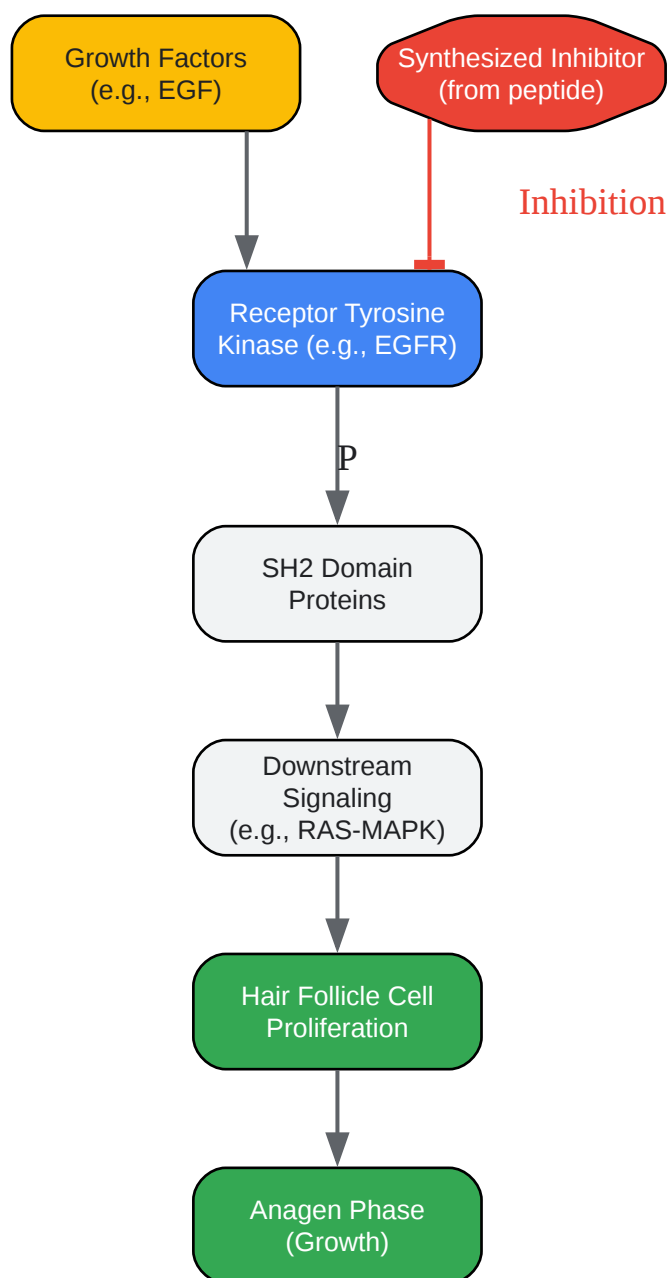 Growth Factors
(e.g., EGF)
Synthesized Inhibitor
(from peptide)
Inhibition
Receptor Tyrosine
Kinase (e.g., EGFR)
P
SH2 Domain
Proteins
Downstream
Signaling
(e.g., RAS-MAPK)
Hair Follicle Cell
Proliferation
Anagen Phase
(Growth)